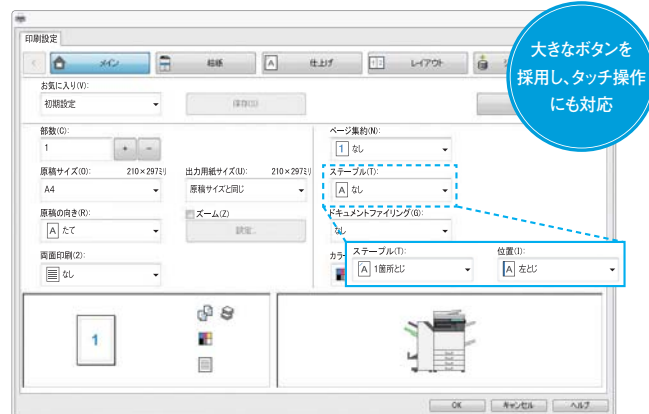 印刷設定
大きなボタンを
採用し、タッチ操作
にも対応
メイン
給紙
仕上げ
レイアウト
お気に入り(V):
初期設定
保存(S)
部数(C):
1
+ -
原稿サイズ(O): 210×297ミリ
A4
出力用紙サイズ(U): 210×297ミリ
原稿サイズと同じ
原稿の向き(R):
A たて
ズーム(Z)
設定..
両面印刷(2):
なし
ページ集約(N):
1 なし
ステープル(T):
A なし
ドキュメントファイリング(G):
なし
カラ
ステープル(T):
A 1箇所とじ
位置(I):
A 左とじ
1
OK
キャンセル
ヘルプ